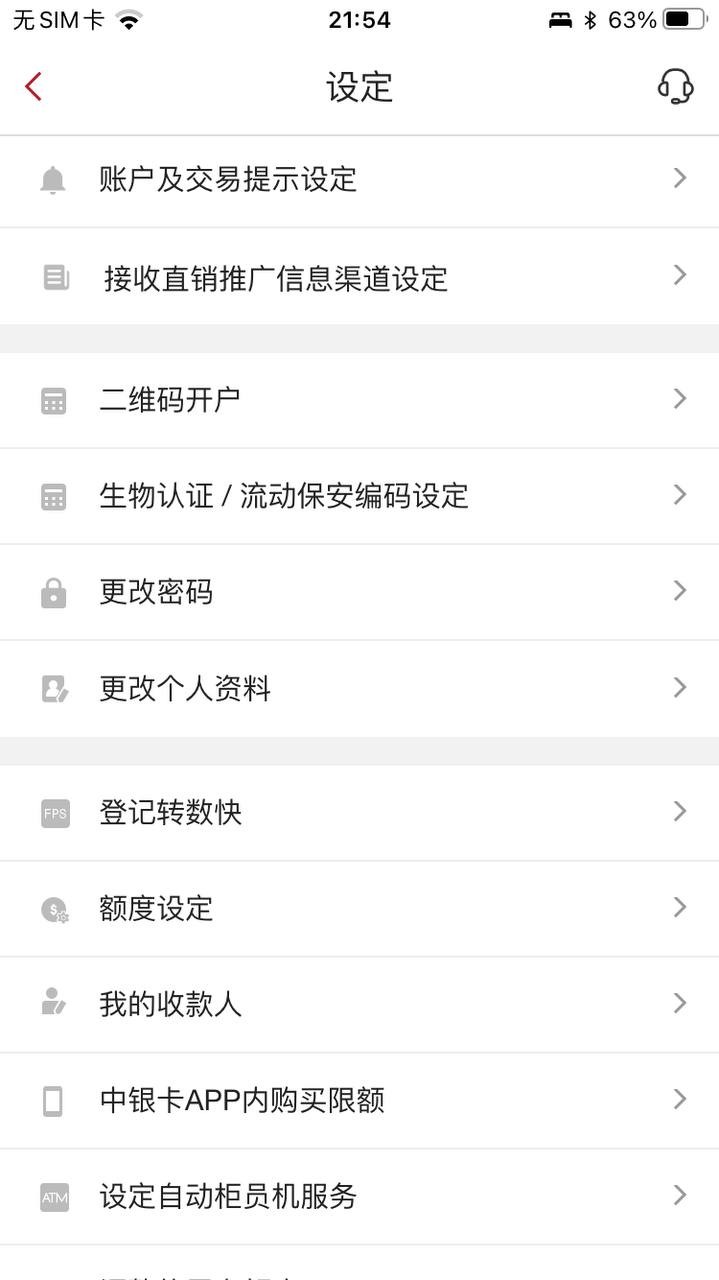 无SIM卡
21:54
63%
设定
账户及交易提示设定
接收直销推广信息渠道设定
二维码开户
生物认证 / 流动保安编码设定
更改密码
更改个人资料
FPS 登记转数快
额度设定
我的收款人
中银卡APP内购买限额
ATM 设定自动柜员机服务